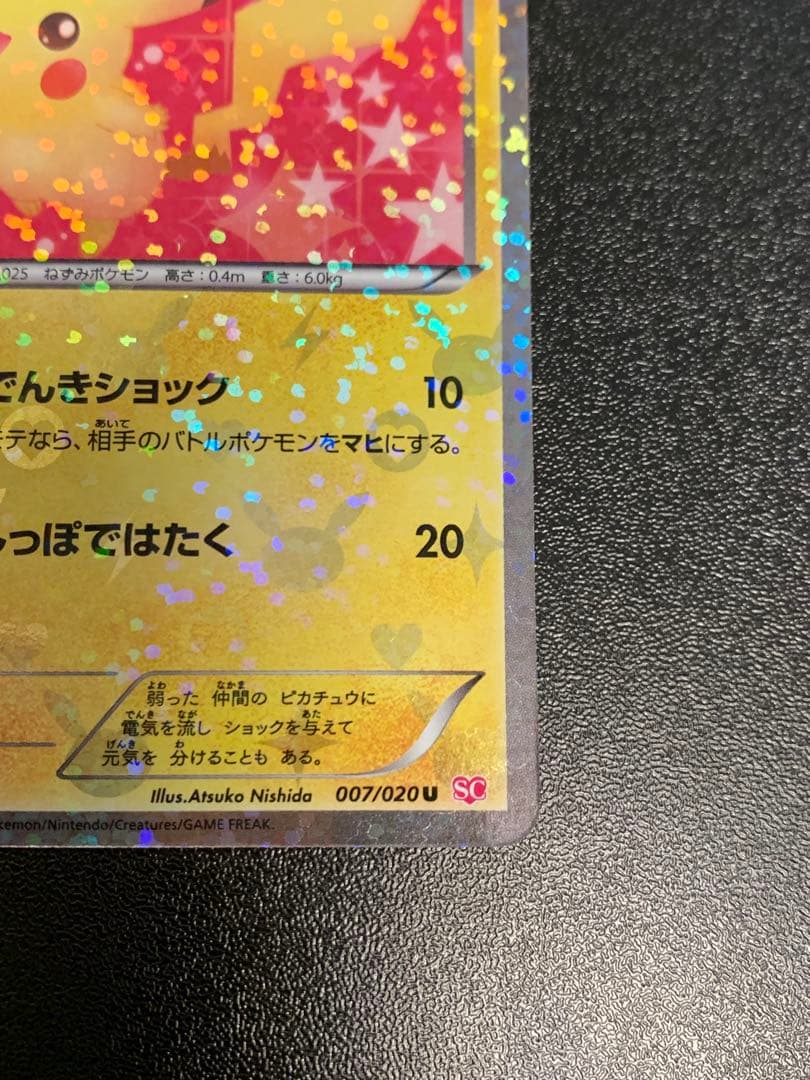 025 ねずみポケモン 高さ：0.4m 重さ：6.0kg
でんきショック 10
テなら、相手のバトルポケモンをマヒにする。
っぽではたく 20
弱った 仲間の ピカチュウに
電気を流し ショックを与えて
元気を 分けることも ある。
Illus.Atsuko Nishida 007/020 U SC
kemon/Nintendo/Creatures/GAME FREAK.